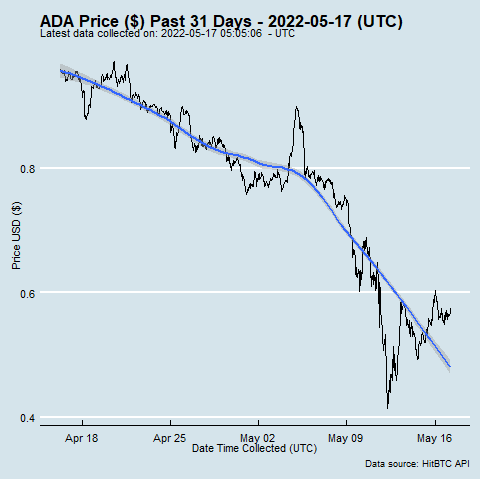 ADA Price ($) Past 31 Days - 2022-05-17 (UTC)
Latest data collected on: 2022-05-17 05:05:06 - UTC
Price USD ($)
0.8
0.6
0.4
Apr 18 Apr 25 May 02 May 09 May 16
Date Time Collected (UTC)
Data source: HitBTC API